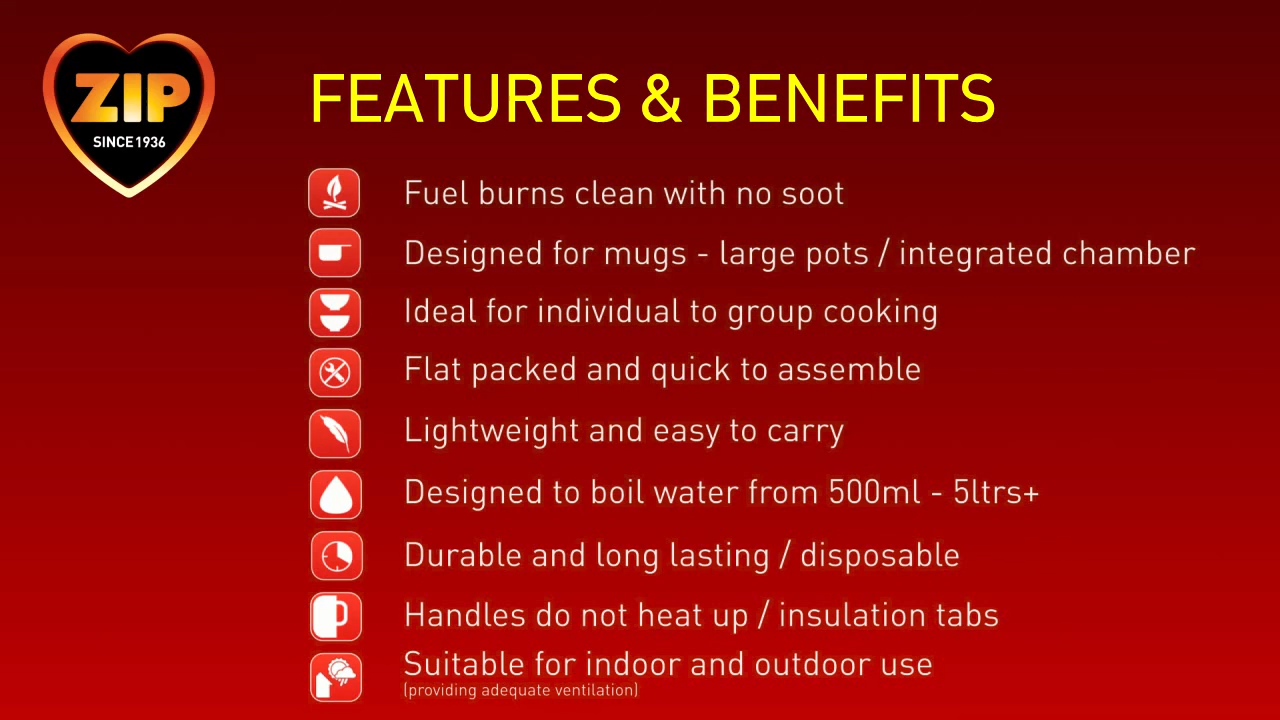 ZIP
SINCE 1936
FEATURES & BENEFITS
Fuel burns clean with no soot
Designed for mugs - large pots / integrated chamber
Ideal for individual to group cooking
Flat packed and quick to assemble
Lightweight and easy to carry
Designed to boil water from 500ml - 5ltrs+
Durable and long lasting / disposable
Handles do not heat up / insulation tabs
Suitable for indoor and outdoor use
(providing adequate ventilation)